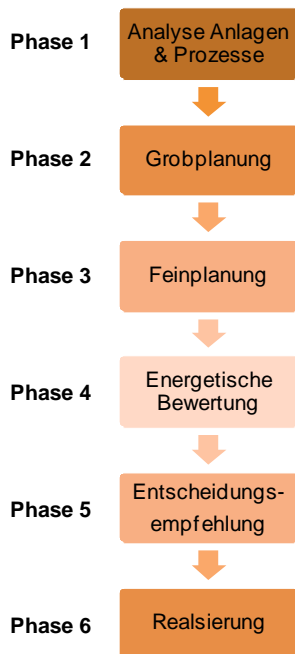 Phase 1
Analyse Anlagen
& Prozesse
Phase 2
Grobplanung
Phase 3
Feinplanung
Phase 4
Energetische
Bewertung
Phase 5
Entscheidungs-
empfehlung
Phase 6
Realsierung